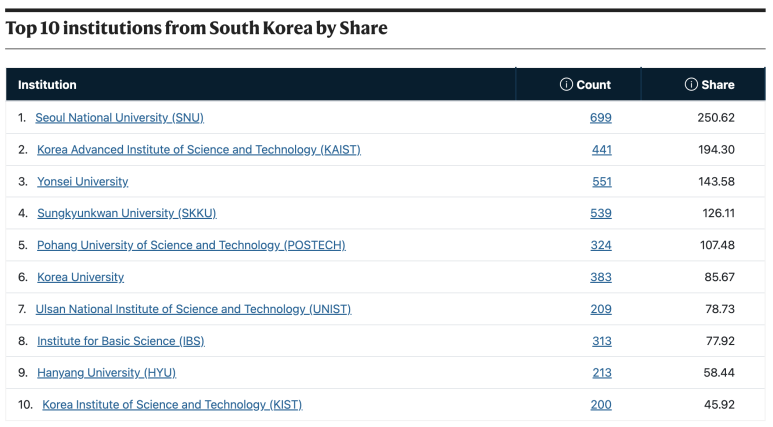 Top 10 institutions from South Korea by Share
Institution Count Share
1. Seoul National University (SNU) 699 250.62
2. Korea Advanced Institute of Science and Technology (KAIST) 441 194.30
3. Yonsei University 551 143.58
4. Sungkyunkwan University (SKKU) 539 126.11
5. Pohang University of Science and Technology (POSTECH) 324 107.48
6. Korea University 383 85.67
7. Ulsan National Institute of Science and Technology (UNIST) 209 78.73
8. Institute for Basic Science (IBS) 313 77.92
9. Hanyang University (HYU) 213 58.44
10. Korea Institute of Science and Technology (KIST) 200 45.92